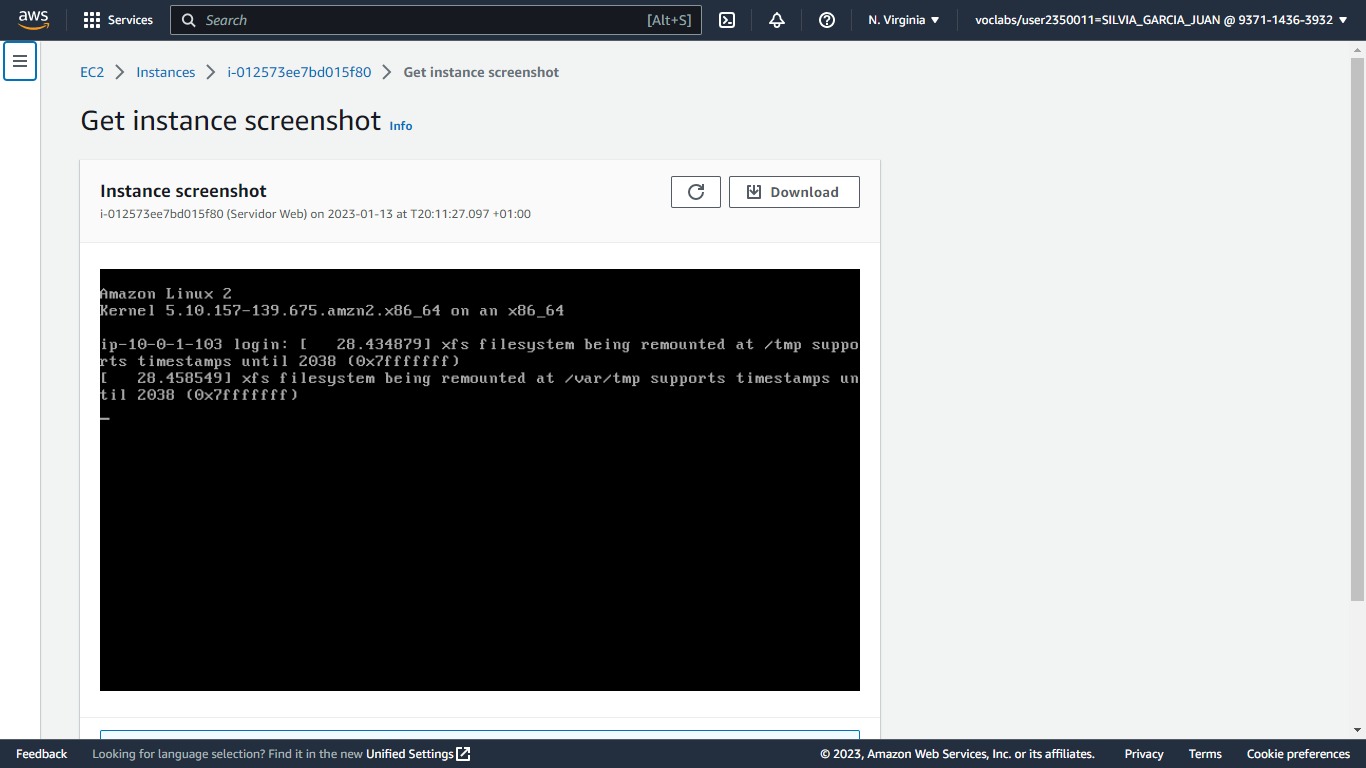 aws Services Search [Alt+S] N. Virginia voclabs/user2350011=SILVIA_GARCIA_JUAN @ 9371-1436-3932
EC2 Instances i-012573ee7bd015f80 Get instance screenshot
Get instance screenshot Info
Instance screenshot
Download
i-012573ee7bd015f80 (Servidor Web) on 2023-01-13 at T20:11:27.097 +01:00
Amazon Linux 2
Kernel 5.10.157-139.675.amzn2.x86_64 on an x86_64
ip-10-0-1-103 login: [   28.434879] xfs filesystem being remounted at /tmp suppo
rts timestamps until 2038 (0x7fffffff)
[   28.458549] xfs filesystem being remounted at /var/tmp supports timestamps un
til 2038 (0x7fffffff)
Feedback Looking for language selection? Find it in the new Unified Settings © 2023, Amazon Web Services, Inc. or its affiliates. Privacy Terms Cookie preferences